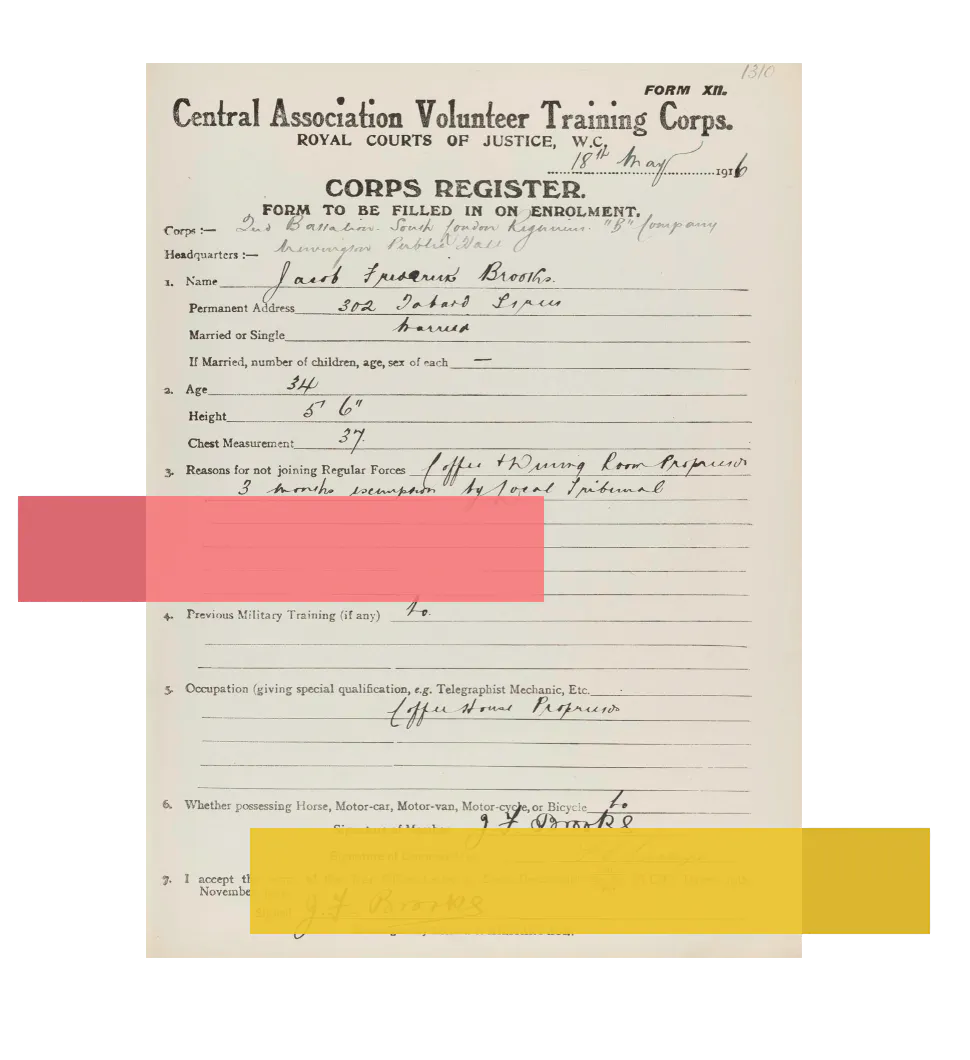 1310
FORM XII.
Central Association Volunteer Training Corps.
ROYAL COURTS OF JUSTICE, W.C.
18th May 1916
CORPS REGISTER.
FORM TO BE FILLED IN ON ENROLMENT.
Corps :— 2nd Battalion. South London Regiment. "B" Company
Headquarters :— Newington Public Hall
1. Name Jacob Frederick Brooks.
Permanent Address 302 Tabard Street
Married or Single Married
If Married, number of children, age, sex of each —
2. Age 34
Height 5' 6"
Chest Measurement 37.
3. Reasons for not joining Regular Forces Coffee & Dining Room Proprietor
3 months exemption by Local Tribunal
4. Previous Military Training (if any) No.
5. Occupation (giving special qualification, e.g. Telegraphist Mechanic, Etc.
Coffee House Proprietor
6. Whether possessing Horse, Motor-car, Motor-van, Motor-cycle, or Bicycle No
Signature of Member J F Brooks
Signature of
7. I accept
November
J. F. Brooks